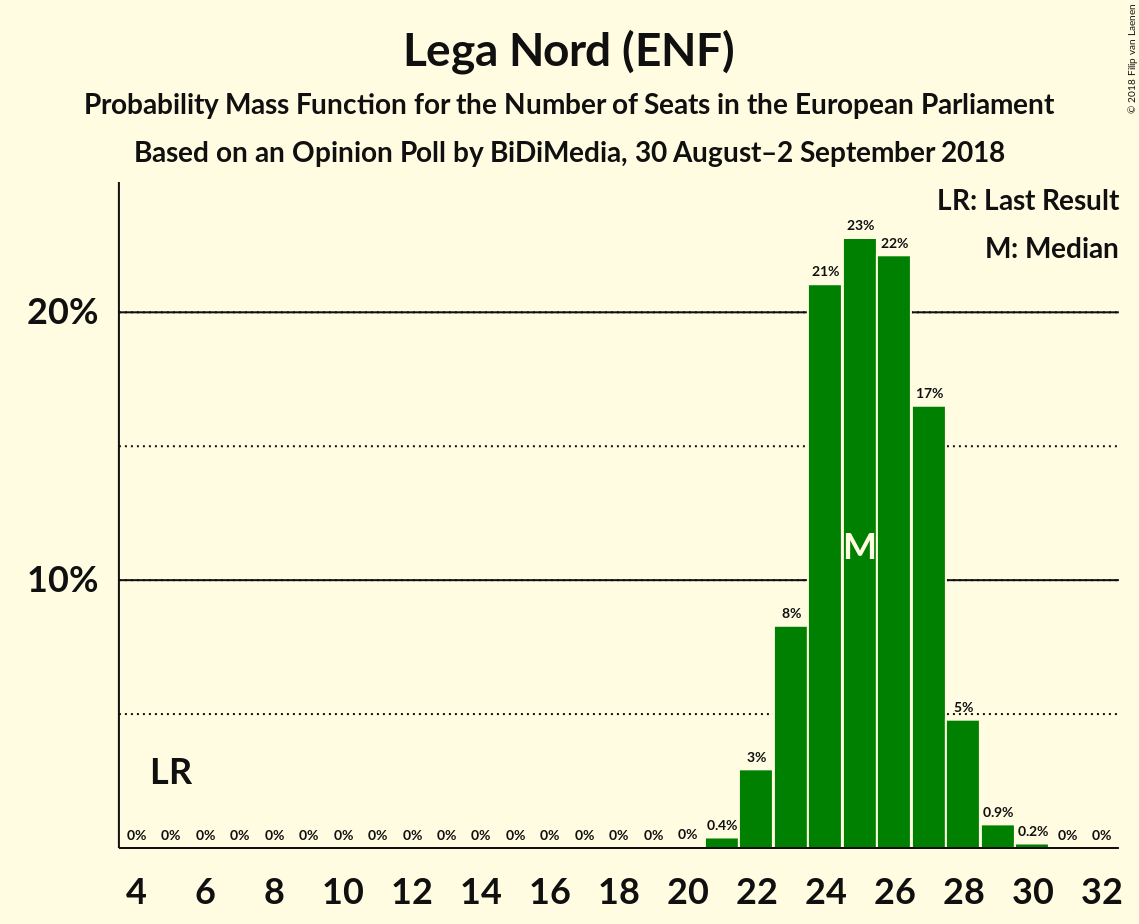 Lega Nord (ENF)
Probability Mass Function for the Number of Seats in the European Parliament
Based on an Opinion Poll by BiDiMedia, 30 August–2 September 2018
© 2018 Filip van Laenen
LR: Last Result
M: Median
20%
10%
LR
M
0% 0% 0% 0% 0% 0% 0% 0% 0% 0% 0% 0% 0% 0% 0% 0% 0% 0.4% 3% 8% 21% 23% 22% 17% 5% 0.9% 0.2% 0% 0%
4 6 8 10 12 14 16 18 20 22 24 26 28 30 32